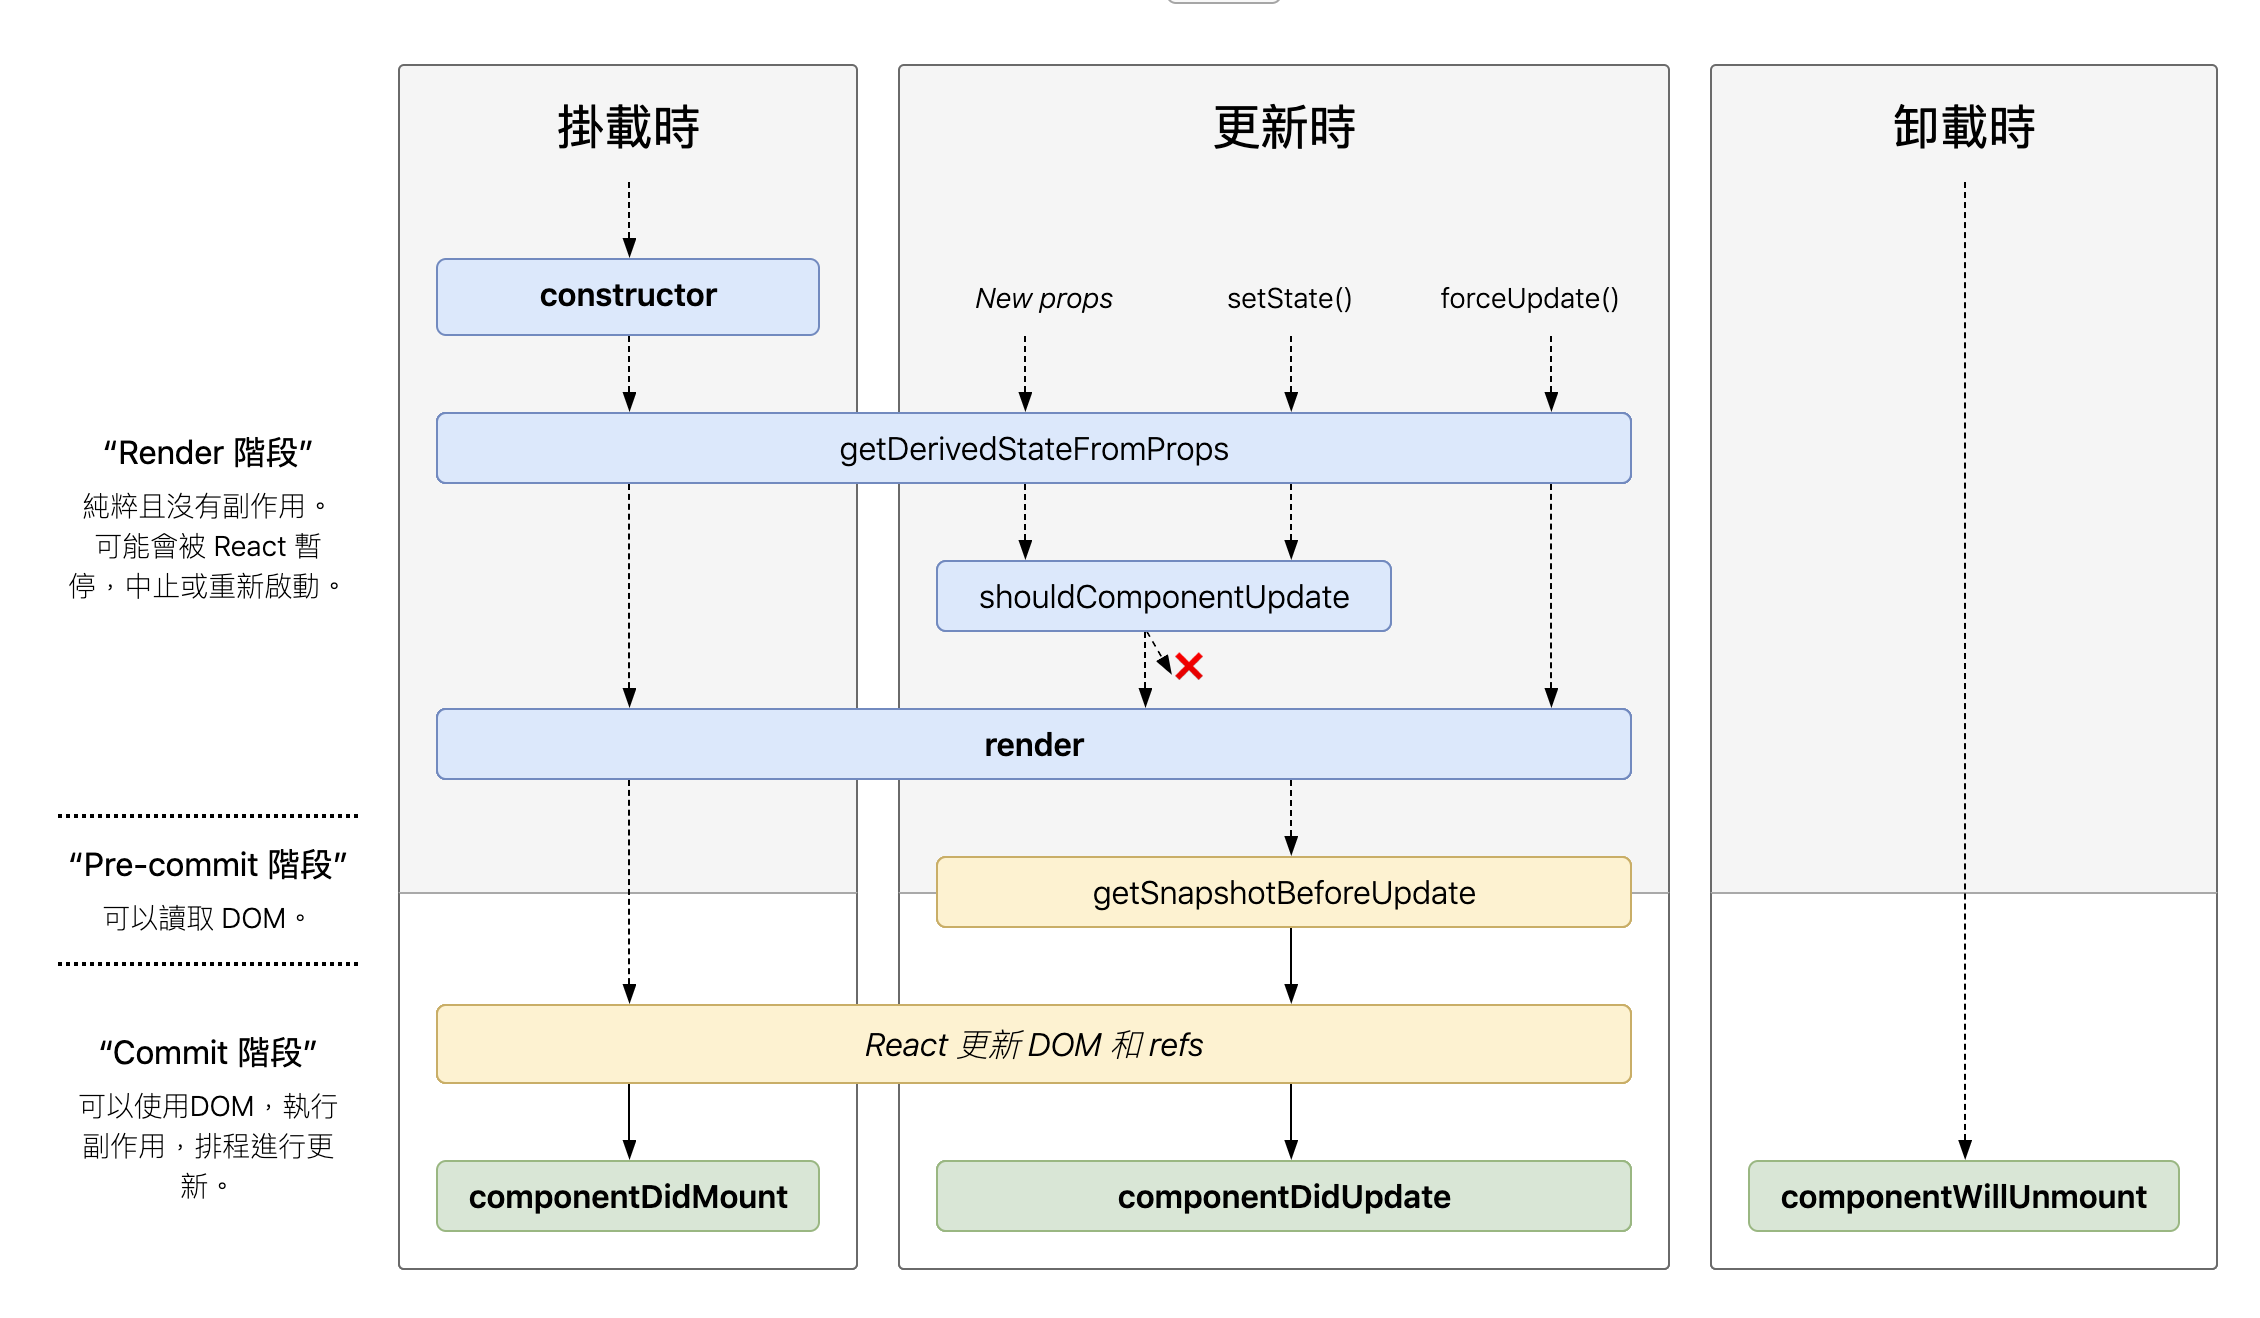 掛載時
更新時
卸載時
constructor
New props
setState()
forceUpdate()
“Render 階段”
純粹且沒有副作用。
可能會被 React 暫
停，中止或重新啟動。
getDerivedStateFromProps
shouldComponentUpdate
render
“Pre-commit 階段”
可以讀取 DOM。
getSnapshotBeforeUpdate
“Commit 階段”
可以使用DOM，執行
副作用，排程進行更
新。
React 更新 DOM 和 refs
componentDidMount
componentDidUpdate
componentWillUnmount